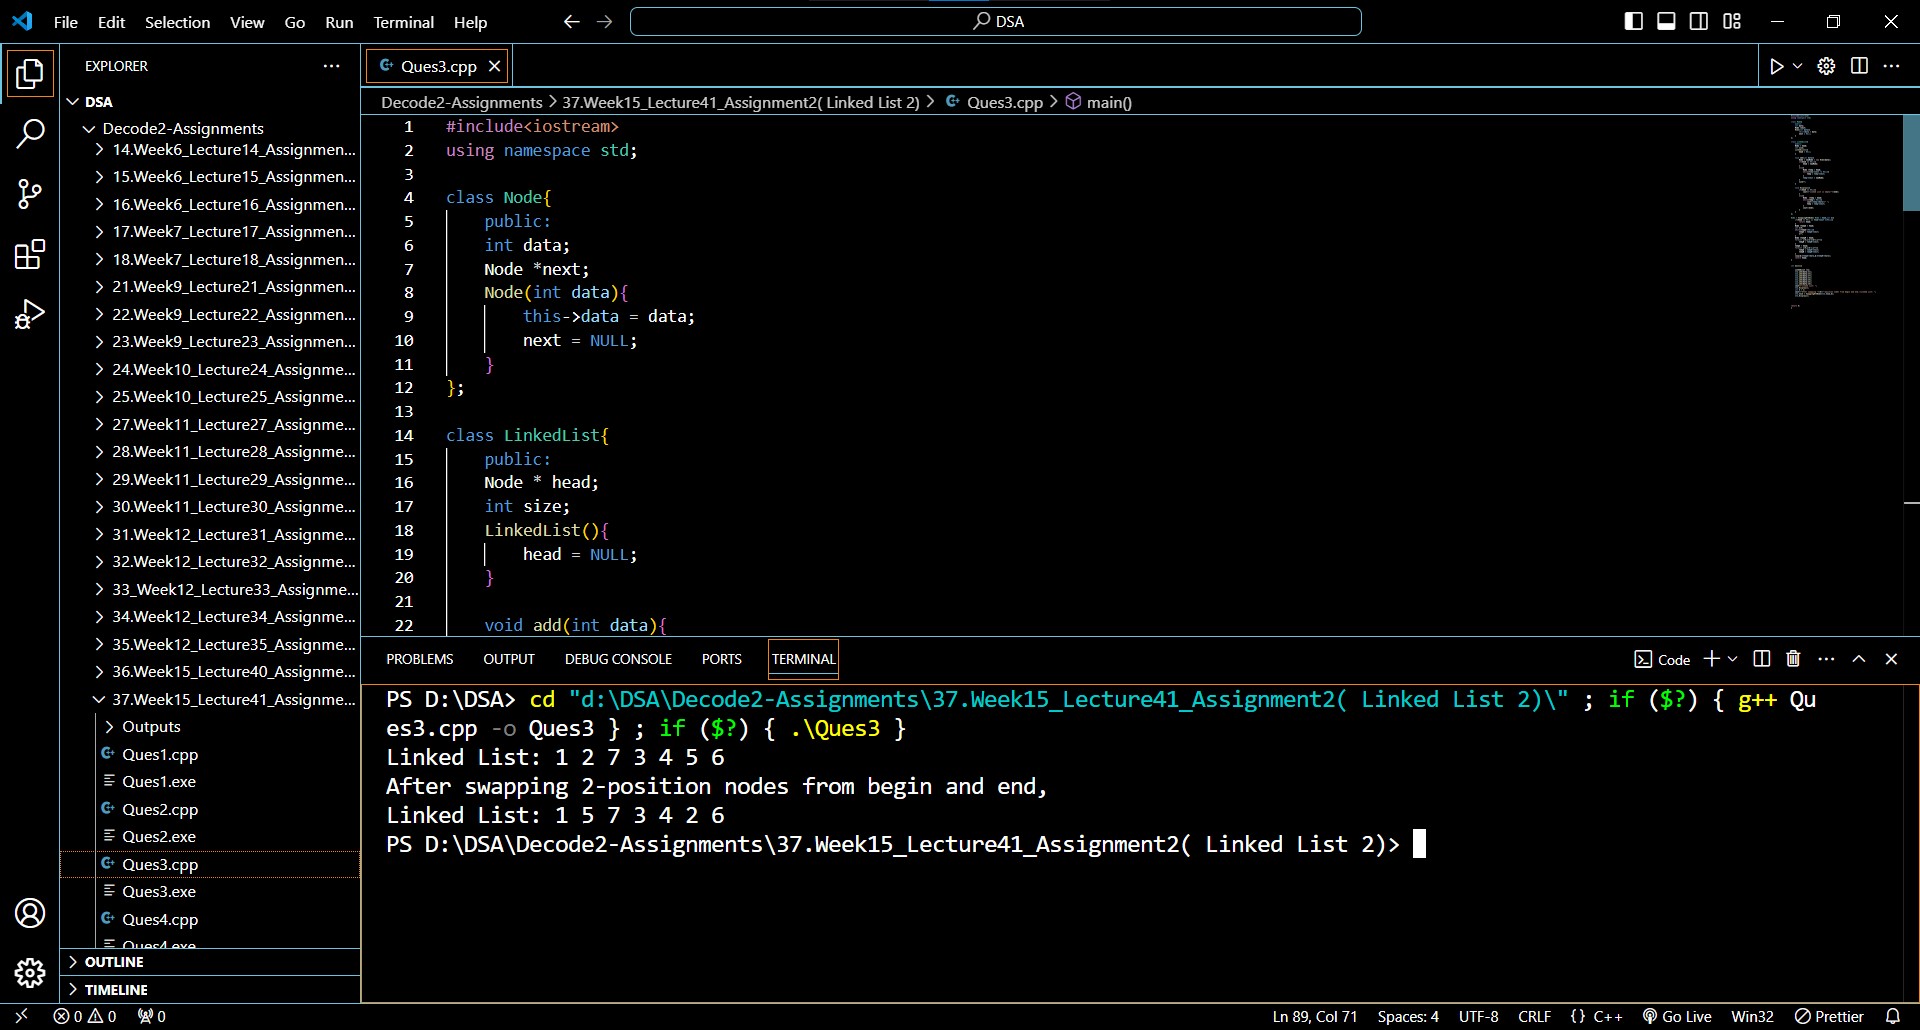 File Edit Selection View Go Run Terminal Help
DSA
EXPLORER
DSA
Decode2-Assignments
14.Week6_Lecture14_Assignmen...
15.Week6_Lecture15_Assignmen...
16.Week6_Lecture16_Assignmen...
17.Week7_Lecture17_Assignmen...
18.Week7_Lecture18_Assignmen...
21.Week9_Lecture21_Assignmen...
22.Week9_Lecture22_Assignmen...
23.Week9_Lecture23_Assignmen...
24.Week10_Lecture24_Assignme...
25.Week10_Lecture25_Assignme...
27.Week11_Lecture27_Assignme...
28.Week11_Lecture28_Assignme...
29.Week11_Lecture29_Assignme...
30.Week11_Lecture30_Assignme...
31.Week12_Lecture31_Assignme...
32.Week12_Lecture32_Assignme...
33_Week12_Lecture33_Assignme...
34.Week12_Lecture34_Assignme...
35.Week12_Lecture35_Assignme...
36.Week15_Lecture40_Assignme...
37.Week15_Lecture41_Assignme...
Outputs
Ques1.cpp
Ques1.exe
Ques2.cpp
Ques2.exe
Ques3.cpp
Ques3.exe
Ques4.cpp
Ques4.exe
OUTLINE
TIMELINE
Ques3.cpp
Decode2-Assignments > 37.Week15_Lecture41_Assignment2( Linked List 2) > Ques3.cpp > main()
1 #include<iostream>
2 using namespace std;
3
4 class Node{
5 public:
6 int data;
7 Node *next;
8 Node(int data){
9 this->data = data;
10 next = NULL;
11 }
12 };
13
14 class LinkedList{
15 public:
16 Node * head;
17 int size;
18 LinkedList(){
19 head = NULL;
20 }
21
22 void add(int data){
PROBLEMS OUTPUT DEBUG CONSOLE PORTS TERMINAL
Code
PS D:\DSA> cd "d:\DSA\Decode2-Assignments\37.Week15_Lecture41_Assignment2( Linked List 2)\" ; if ($?) { g++ Qu
es3.cpp -o Ques3 } ; if ($?) { .\Ques3 }
Linked List: 1 2 7 3 4 5 6
After swapping 2-position nodes from begin and end,
Linked List: 1 5 7 3 4 2 6
PS D:\DSA\Decode2-Assignments\37.Week15_Lecture41_Assignment2( Linked List 2)>
0 0 0 Ln 89, Col 71 Spaces: 4 UTF-8 CRLF {} C++ Go Live Win32 Prettier